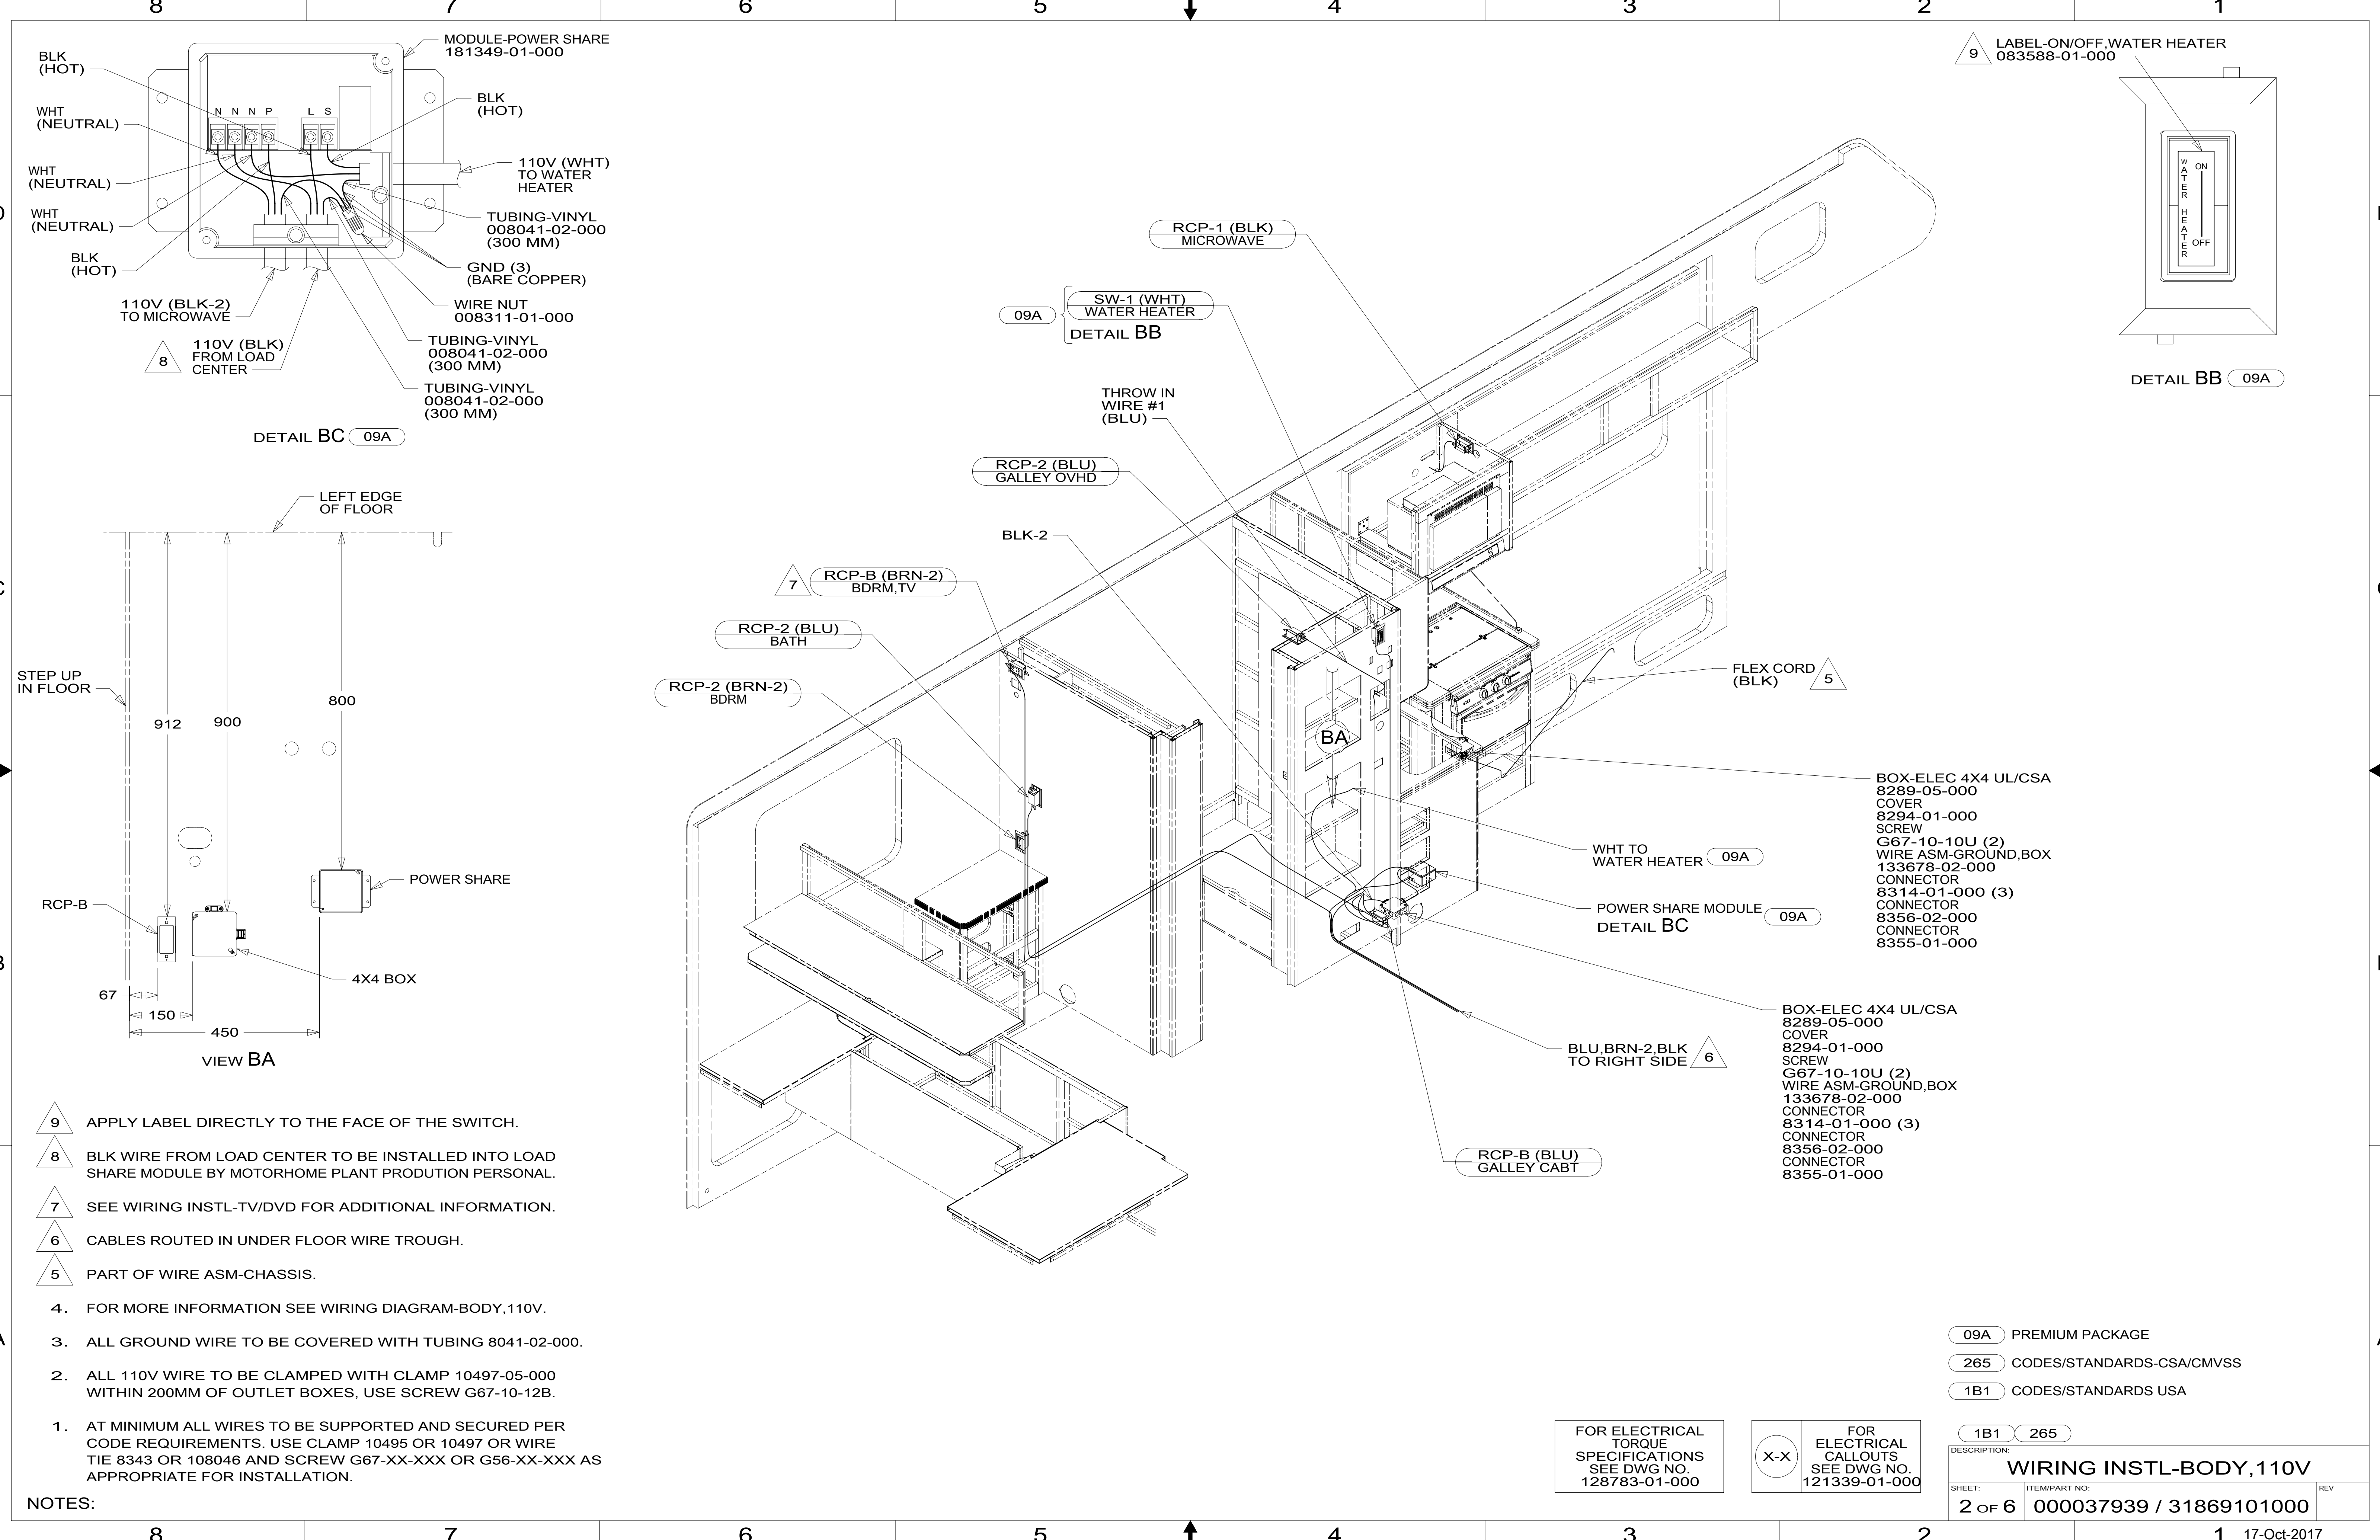 8 7 6 5 4 3 2 1
MODULE-POWER SHARE
181349-01-000
BLK
(HOT)
WHT
(NEUTRAL)
WHT
(NEUTRAL)
WHT
(NEUTRAL)
BLK
(HOT)
N N N P L S
BLK
(HOT)
110V (WHT)
TO WATER
HEATER
TUBING-VINYL
008041-02-000
(300 MM)
GND (3)
(BARE COPPER)
WIRE NUT
008311-01-000
TUBING-VINYL
008041-02-000
(300 MM)
TUBING-VINYL
008041-02-000
(300 MM)
110V (BLK-2)
TO MICROWAVE
8
110V (BLK)
FROM LOAD
CENTER
DETAIL BC 09A
9
LABEL-ON/OFF,WATER HEATER
083588-01-000
WATER HEATER
ON
OFF
DETAIL BB 09A
LEFT EDGE
OF FLOOR
STEP UP
IN FLOOR
912
900
800
RCP-B
POWER SHARE
4X4 BOX
67
150
450
VIEW BA
RCP-1 (BLK)
MICROWAVE
09A
SW-1 (WHT)
WATER HEATER
DETAIL BB
THROW IN
WIRE #1
(BLU)
RCP-2 (BLU)
GALLEY OVHD
BLK-2
7
RCP-B (BRN-2)
BDRM,TV
RCP-2 (BLU)
BATH
RCP-2 (BRN-2)
BDRM
BA
FLEX CORD
(BLK)
5
BOX-ELEC 4X4 UL/CSA
8289-05-000
COVER
8294-01-000
SCREW
G67-10-10U (2)
WIRE ASM-GROUND,BOX
133678-02-000
CONNECTOR
8314-01-000 (3)
CONNECTOR
8356-02-000
CONNECTOR
8355-01-000
WHT TO
WATER HEATER 09A
POWER SHARE MODULE
DETAIL BC
09A
BOX-ELEC 4X4 UL/CSA
8289-05-000
COVER
8294-01-000
SCREW
G67-10-10U (2)
WIRE ASM-GROUND,BOX
133678-02-000
CONNECTOR
8314-01-000 (3)
CONNECTOR
8356-02-000
CONNECTOR
8355-01-000
BLU,BRN-2,BLK
TO RIGHT SIDE
6
RCP-B (BLU)
GALLEY CABT
9 APPLY LABEL DIRECTLY TO THE FACE OF THE SWITCH.
8 BLK WIRE FROM LOAD CENTER TO BE INSTALLED INTO LOAD
SHARE MODULE BY MOTORHOME PLANT PRODUTION PERSONAL.
7 SEE WIRING INSTL-TV/DVD FOR ADDITIONAL INFORMATION.
6 CABLES ROUTED IN UNDER FLOOR WIRE TROUGH.
5 PART OF WIRE ASM-CHASSIS.
4. FOR MORE INFORMATION SEE WIRING DIAGRAM-BODY,110V.
3. ALL GROUND WIRE TO BE COVERED WITH TUBING 8041-02-000.
2. ALL 110V WIRE TO BE CLAMPED WITH CLAMP 10497-05-000
WITHIN 200MM OF OUTLET BOXES, USE SCREW G67-10-12B.
1. AT MINIMUM ALL WIRES TO BE SUPPORTED AND SECURED PER
CODE REQUIREMENTS. USE CLAMP 10495 OR 10497 OR WIRE
TIE 8343 OR 108046 AND SCREW G67-XX-XXX OR G56-XX-XXX AS
APPROPRIATE FOR INSTALLATION.
NOTES:
09A PREMIUM PACKAGE
265 CODES/STANDARDS-CSA/CMVSS
1B1 CODES/STANDARDS USA
FOR ELECTRICAL
TORQUE
SPECIFICATIONS
SEE DWG NO.
128783-01-000
X-X
FOR
ELECTRICAL
CALLOUTS
SEE DWG NO.
121339-01-000
1B1 265
DESCRIPTION:
WIRING INSTL-BODY,110V
SHEET:
2 OF 6
ITEM/PART NO:
000037939 / 31869101000
REV
8 7 6 5 4 3 2 1
17-Oct-2017